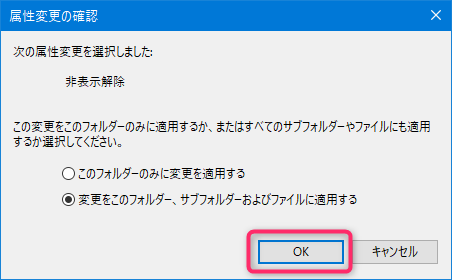 属性変更の確認
次の属性変更を選択しました:
非表示解除
この変更をこのフォルダーのみに適用するか、またはすべてのサブフォルダーやファイルにも適用
するか選択してください。
このフォルダーのみに変更を適用する
変更をこのフォルダー、サブフォルダーおよびファイルに適用する
OK
キャンセル